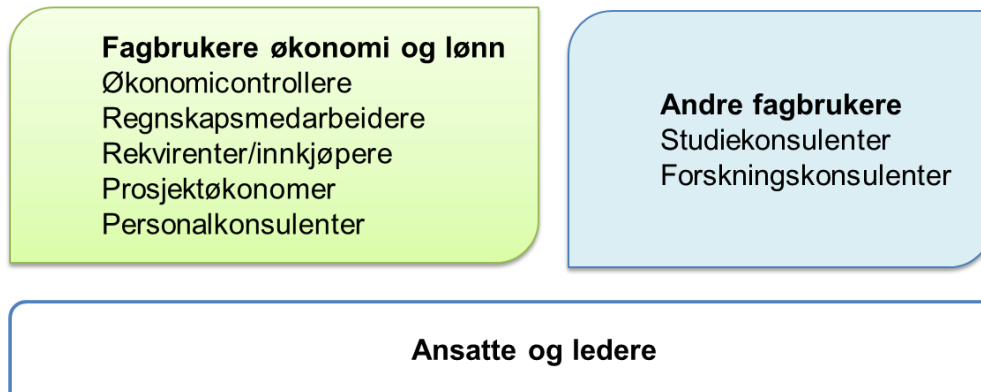 Fagbrukere økonomi og lønn
Økonomicontrollere
Regnskapsmedarbeidere
Rekvirenter/innkjøpere
Prosjektøkonomer
Personalkonsulenter
Andre fagbrukere
Studiekonsulenter
Forskningskonsulenter
Ansatte og ledere